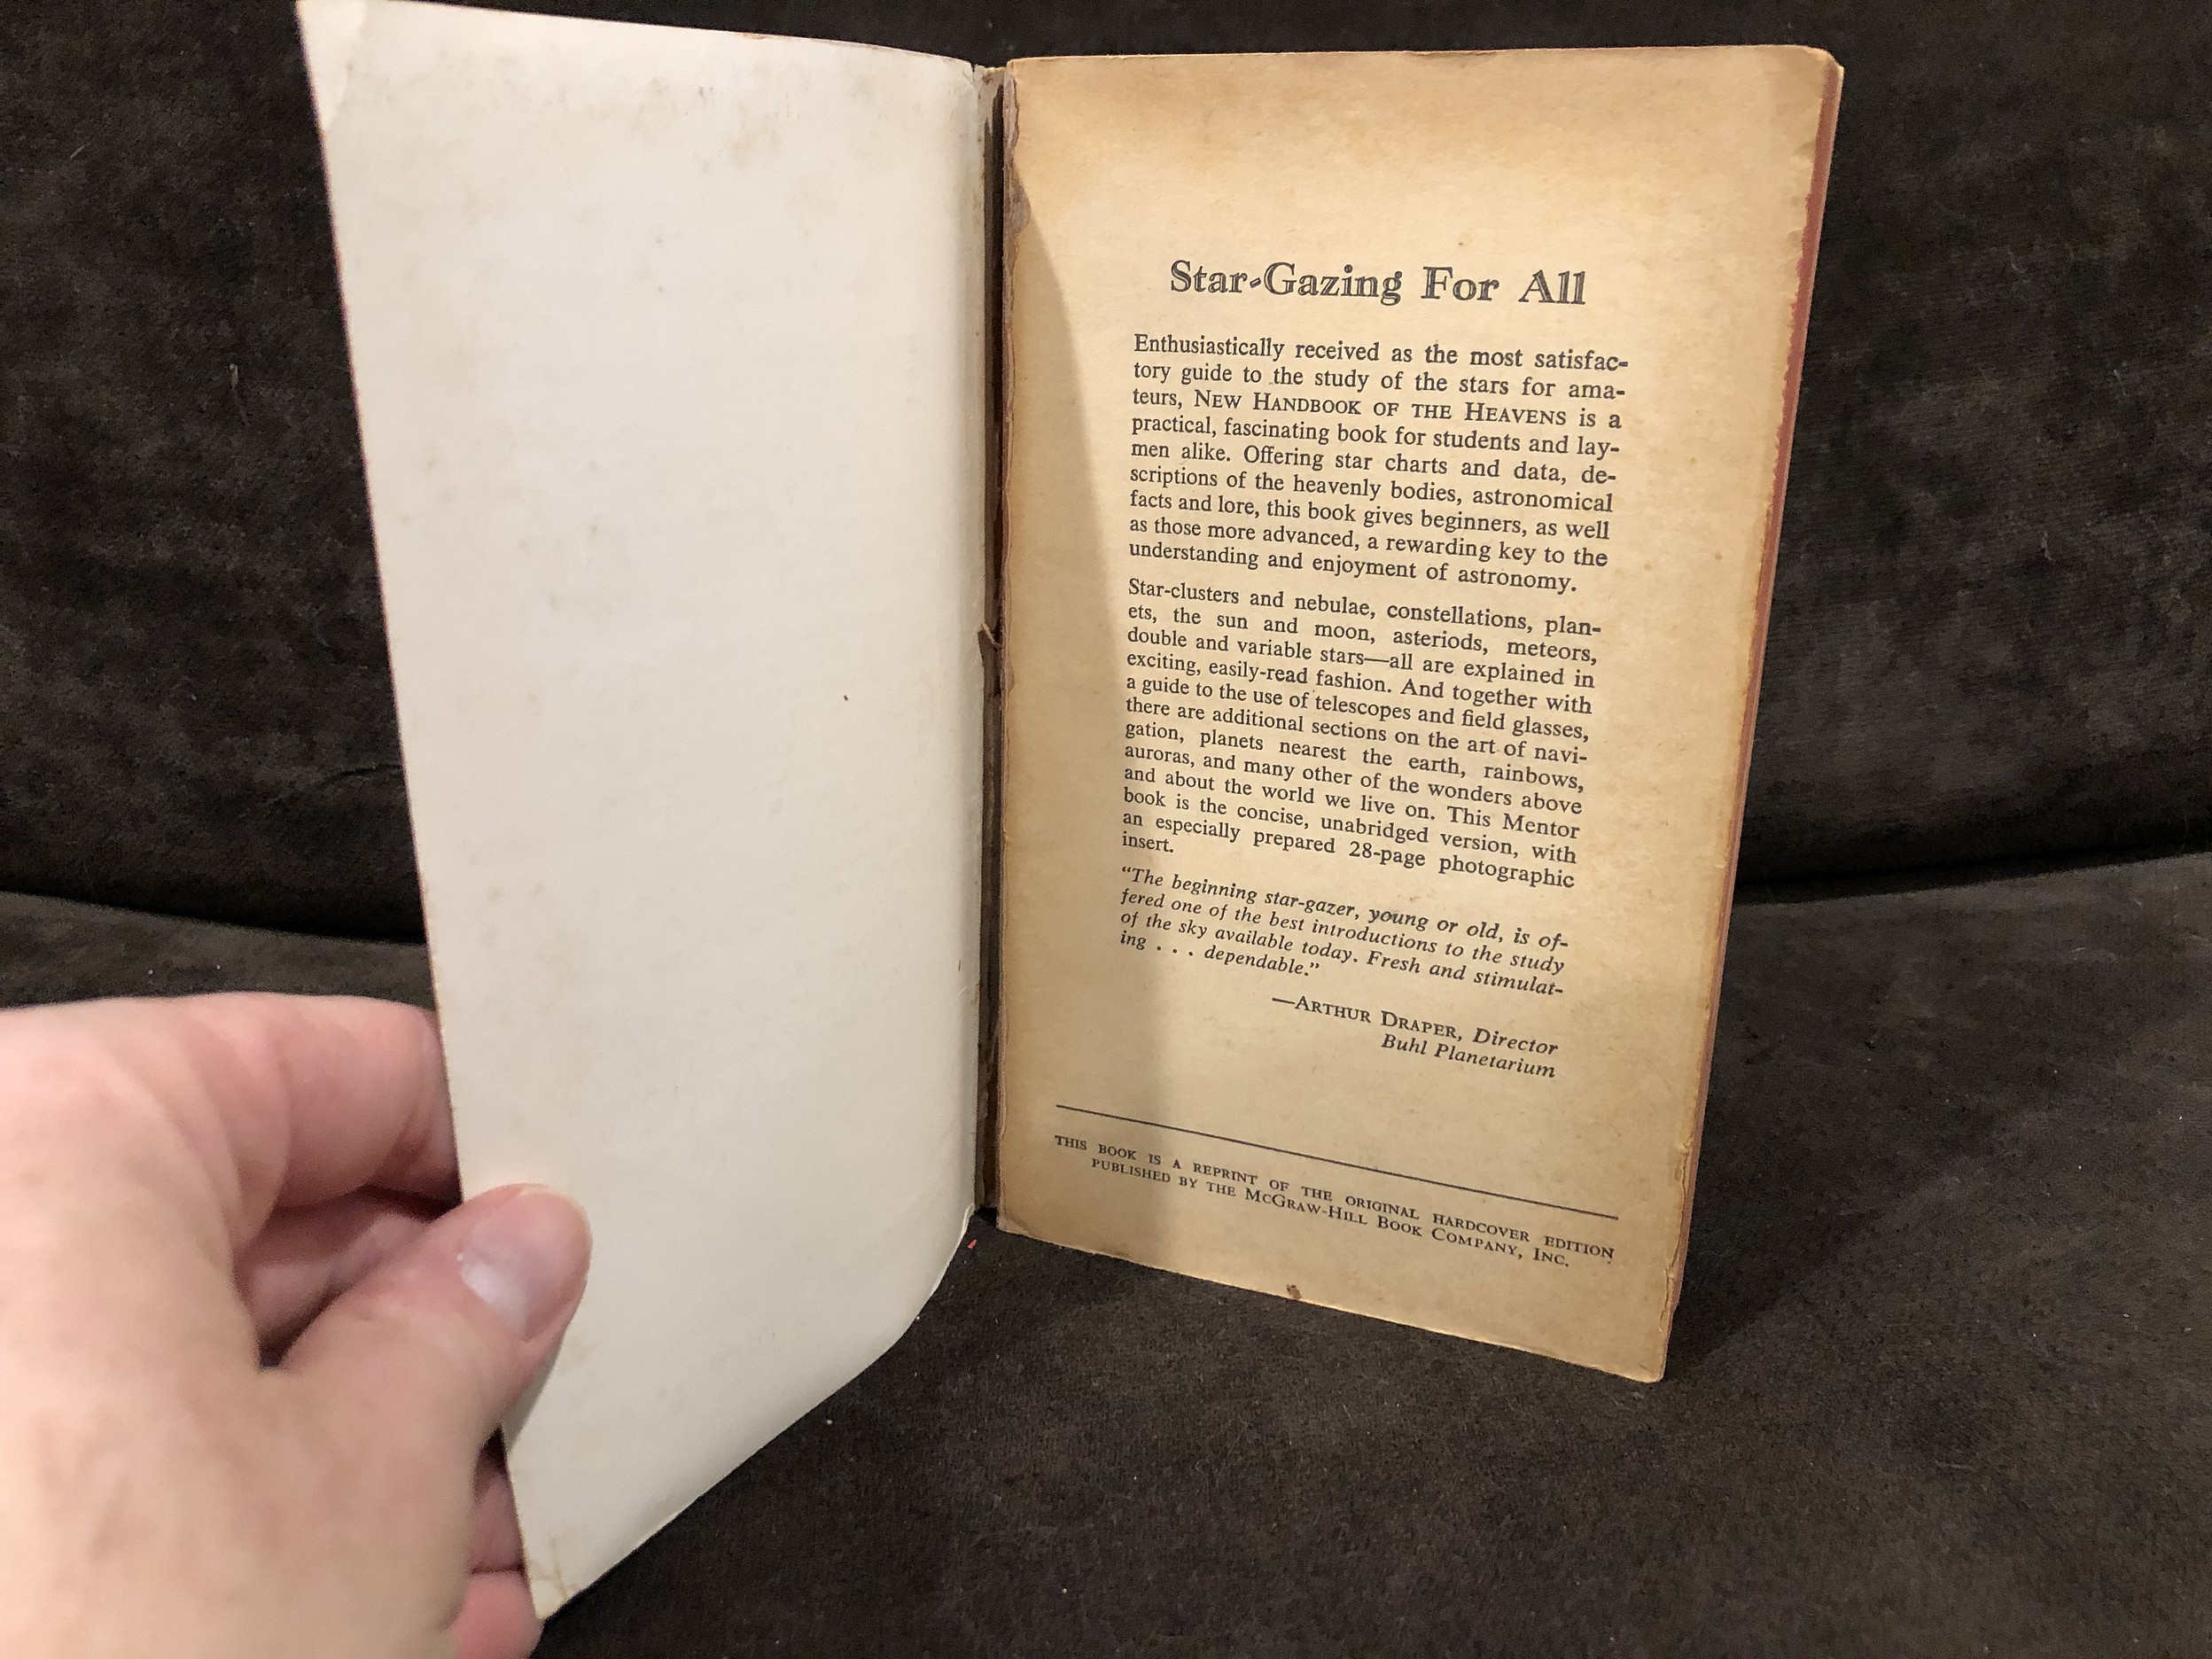 Star-Gazing For All
Enthusiastically received as the most satisfac-
tory guide to the study of the stars for ama-
teurs, NEW HANDBOOK OF THE HEAVENS is a
practical, fascinating book for students and lay-
men alike. Offering star charts and data, de-
scriptions of the heavenly bodies, astronomical
facts and lore, this book gives beginners, as well
as those more advanced, a rewarding key to the
understanding and enjoyment of astronomy.
Star-clusters and nebulae, constellations, plan-
ets, the sun and moon, asteriods, meteors,
double and variable stars—all are explained in
exciting, easily-read fashion. And together with
a guide to the use of telescopes and field glasses,
there are additional sections on the art of navi-
gation, planets nearest the earth, rainbows,
auroras, and many other of the wonders above
and about the world we live on. This Mentor
book is the concise, unabridged version, with
an especially prepared 28-page photographic
insert.
“The beginning star-gazer, young or old, is of-
fered one of the best introductions to the study
of the sky available today. Fresh and stimulat-
ing . . . dependable.”
—ARTHUR DRAPER, Director
Buhl Planetarium
THIS BOOK IS A REPRINT OF THE ORIGINAL HARDCOVER EDITION
PUBLISHED BY THE MCGRAW-HILL BOOK COMPANY, INC.